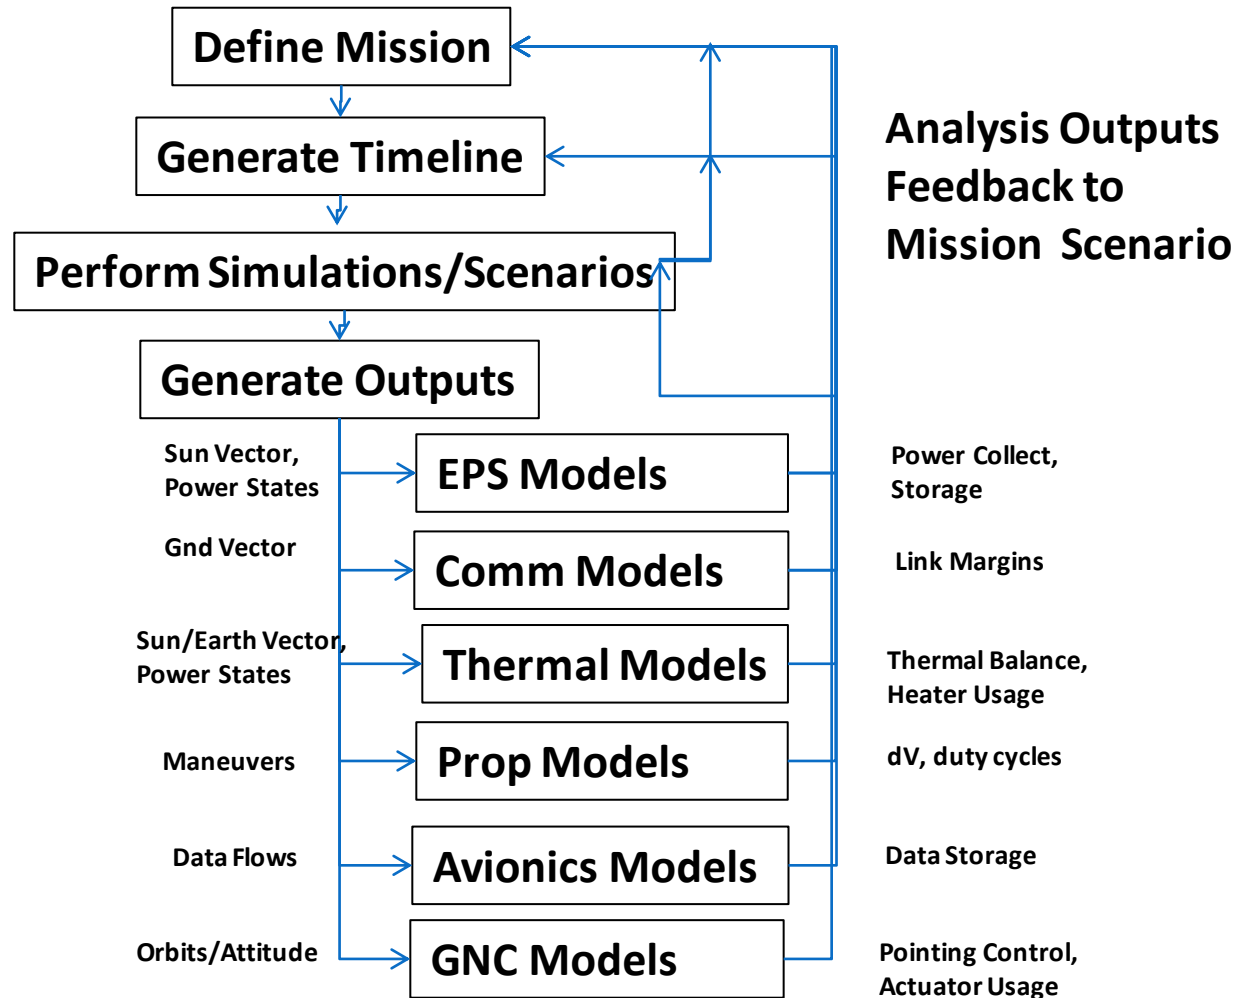 Define Mission
Generate Timeline
Perform Simulations/Scenarios
Generate Outputs
Analysis Outputs
Feedback to
Mission Scenario
Sun Vector,
Power States
EPS Models
Power Collect,
Storage
Gnd Vector
Comm Models
Link Margins
Sun/Earth Vector,
Power States
Thermal Models
Thermal Balance,
Heater Usage
Maneuvers
Prop Models
dV, duty cycles
Data Flows
Avionics Models
Data Storage
Orbits/Attitude
GNC Models
Pointing Control,
Actuator Usage